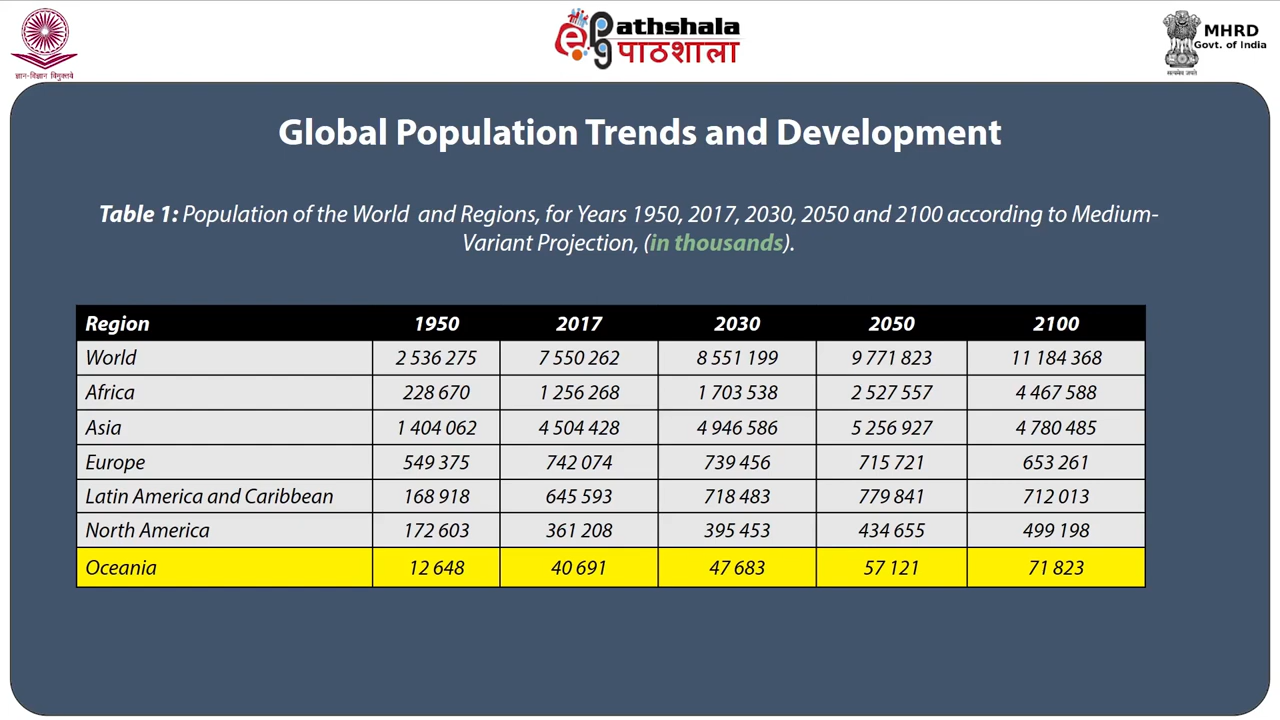 ज्ञान-विज्ञान विमुक्तये
ePG Pathshala
पाठशाला
MHRD
Govt. of India
सत्यमेव जयते
Global Population Trends and Development
Table 1: Population of the World and Regions, for Years 1950, 2017, 2030, 2050 and 2100 according to Medium-
Variant Projection, (in thousands).
Region 1950 2017 2030 2050 2100
World 2 536 275 7 550 262 8 551 199 9 771 823 11 184 368
Africa 228 670 1 256 268 1 703 538 2 527 557 4 467 588
Asia 1 404 062 4 504 428 4 946 586 5 256 927 4 780 485
Europe 549 375 742 074 739 456 715 721 653 261
Latin America and Caribbean 168 918 645 593 718 483 779 841 712 013
North America 172 603 361 208 395 453 434 655 499 198
Oceania 12 648 40 691 47 683 57 121 71 823